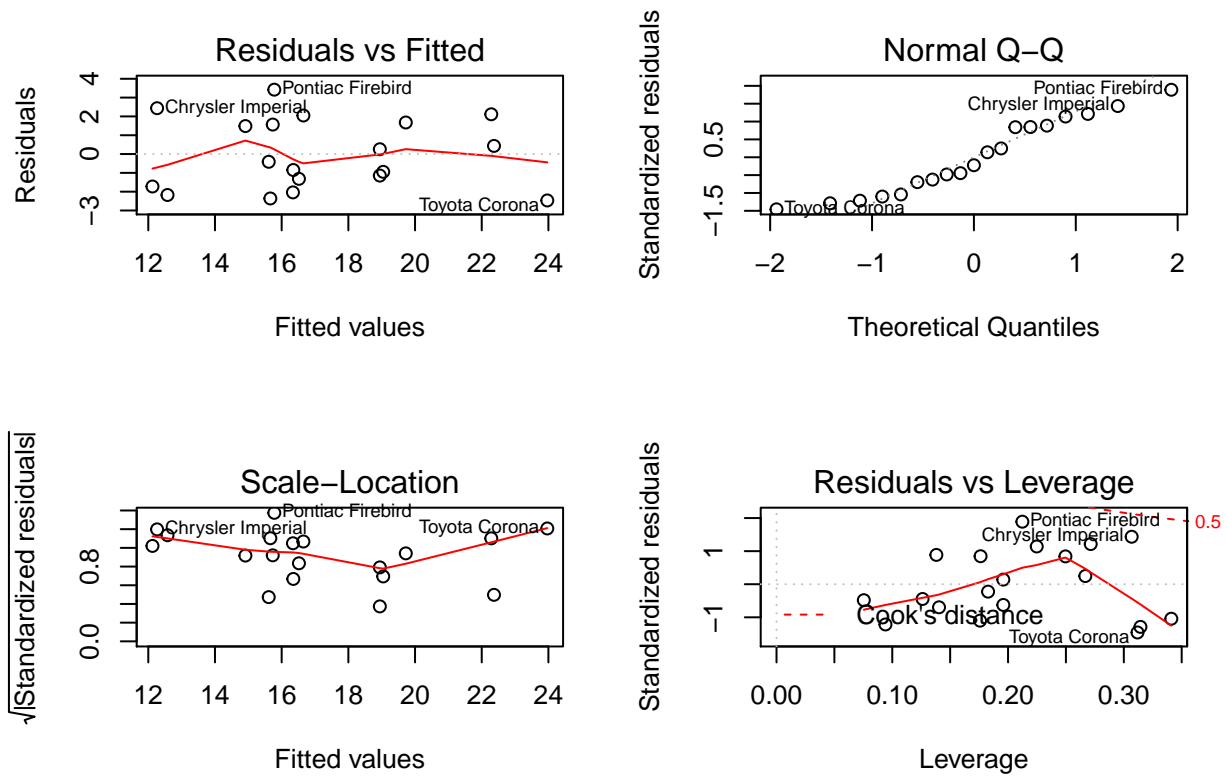 Residuals vs Fitted
Residuals
4
2
0
−3
Pontiac Firebird
Chrysler Imperial
Toyota Corona
12 14 16 18 20 22 24
Fitted values
Normal Q−Q
Standardized residuals
0.5
−1.5
Pontiac Firebird
Chrysler Imperial
Toyota Corona
−2 −1 0 1 2
Theoretical Quantiles
Scale−Location
√|Standardized residuals|
0.8
0.0
Pontiac Firebird
Chrysler Imperial
Toyota Corona
12 14 16 18 20 22 24
Fitted values
Residuals vs Leverage
Standardized residuals
1
−1
Pontiac Firebird
0.5
Chrysler Imperial
Cook's distance
Toyota Corona
0.00 0.10 0.20 0.30
Leverage